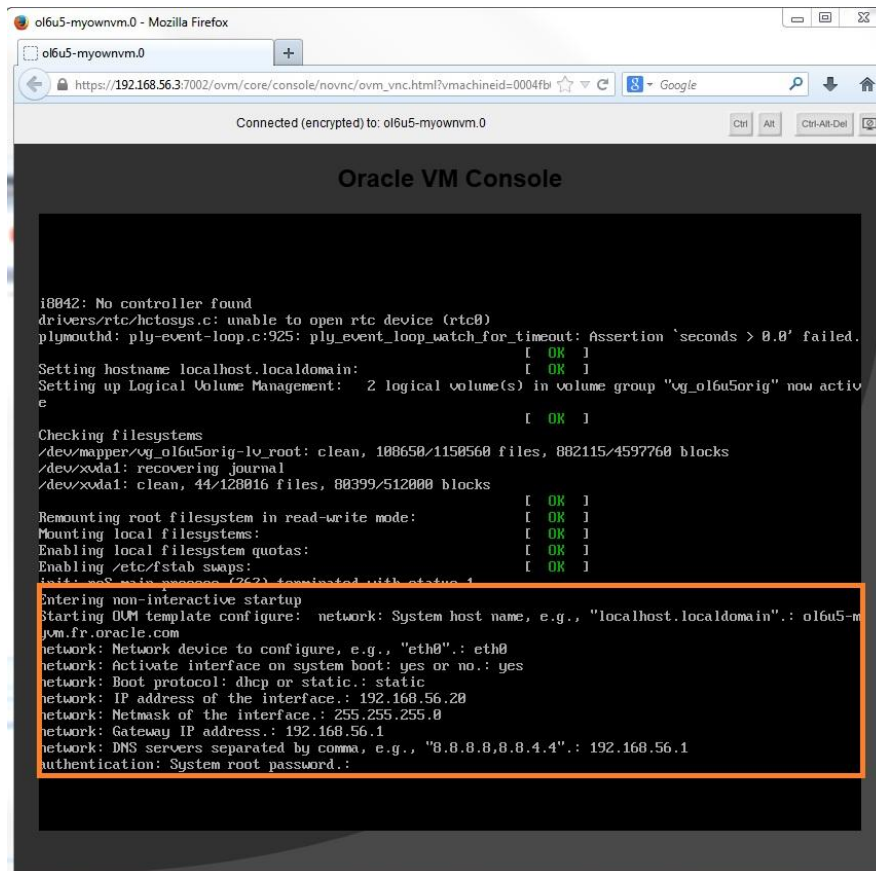 ol6u5-myownvm.0 - Mozilla Firefox
ol6u5-myownvm.0
+
https://192.168.56.3:7002/ovm/core/console/novnc/ovm_vnc.html?vmachineid=0004fb
Google
Connected (encrypted) to: ol6u5-myownvm.0
Ctrl Alt Ctrl-Alt-Del
Oracle VM Console
i8042: No controller found
drivers/rtc/hctosys.c: unable to open rtc device (rtc0)
plymouthd: ply-event-loop.c:925: ply_event_loop_watch_for_timeout: Assertion `seconds > 0.0' failed.
[ OK ]
Setting hostname localhost.localdomain: [ OK ]
Setting up Logical Volume Management: 2 logical volume(s) in volume group "vg_ol6u5orig" now activ
e
[ OK ]
Checking filesystems
/dev/mapper/vg_ol6u5orig-lv_root: clean, 108650/1150560 files, 882115/4597760 blocks
/dev/xvda1: recovering journal
/dev/xvda1: clean, 44/128016 files, 80399/512000 blocks
[ OK ]
Remounting root filesystem in read-write mode: [ OK ]
Mounting local filesystems: [ OK ]
Enabling local filesystem quotas: [ OK ]
Enabling /etc/fstab swaps: [ OK ]
init: rcS main process (262) terminated with status 1
Entering non-interactive startup
Starting OVM template configure: network: System host name, e.g., "localhost.localdomain".: ol6u5-m
yvm.fr.oracle.com
network: Network device to configure, e.g., "eth0".: eth0
network: Activate interface on system boot: yes or no.: yes
network: Boot protocol: dhcp or static.: static
network: IP address of the interface.: 192.168.56.20
network: Netmask of the interface.: 255.255.255.0
network: Gateway IP address.: 192.168.56.1
network: DNS servers separated by comma, e.g., "8.8.8.8,8.8.4.4".: 192.168.56.1
authentication: System root password.: